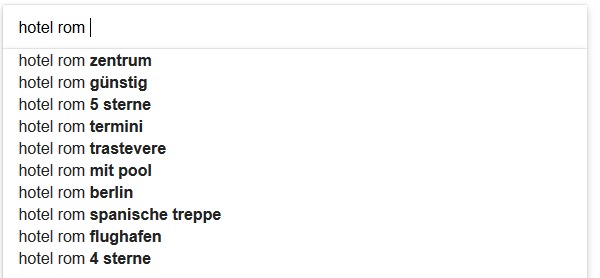 hotel rom
hotel rom zentrum
hotel rom günstig
hotel rom 5 sterne
hotel rom termini
hotel rom trastevere
hotel rom mit pool
hotel rom berlin
hotel rom spanische treppe
hotel rom flughafen
hotel rom 4 sterne